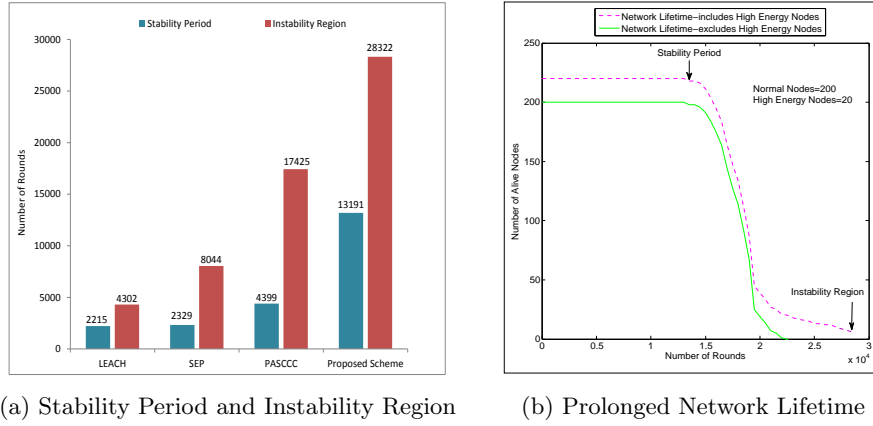 Stability Period
Instability Region
30000
25000
20000
15000
10000
5000
0
Number of Rounds
2215
4302
2329
8044
4399
17425
13191
28322
LEACH
SEP
PASCCC
Proposed Scheme
(a) Stability Period and Instability Region
Network Lifetime-includes High Energy Nodes
Network Lifetime-excludes High Energy Nodes
250
200
150
100
50
0
Number of Alive Nodes
Stability Period
Normal Nodes=200
High Energy Nodes=20
Instability Region
0
0.5
1
1.5
2
2.5
3
x 10⁴
Number of Rounds
(b) Prolonged Network Lifetime